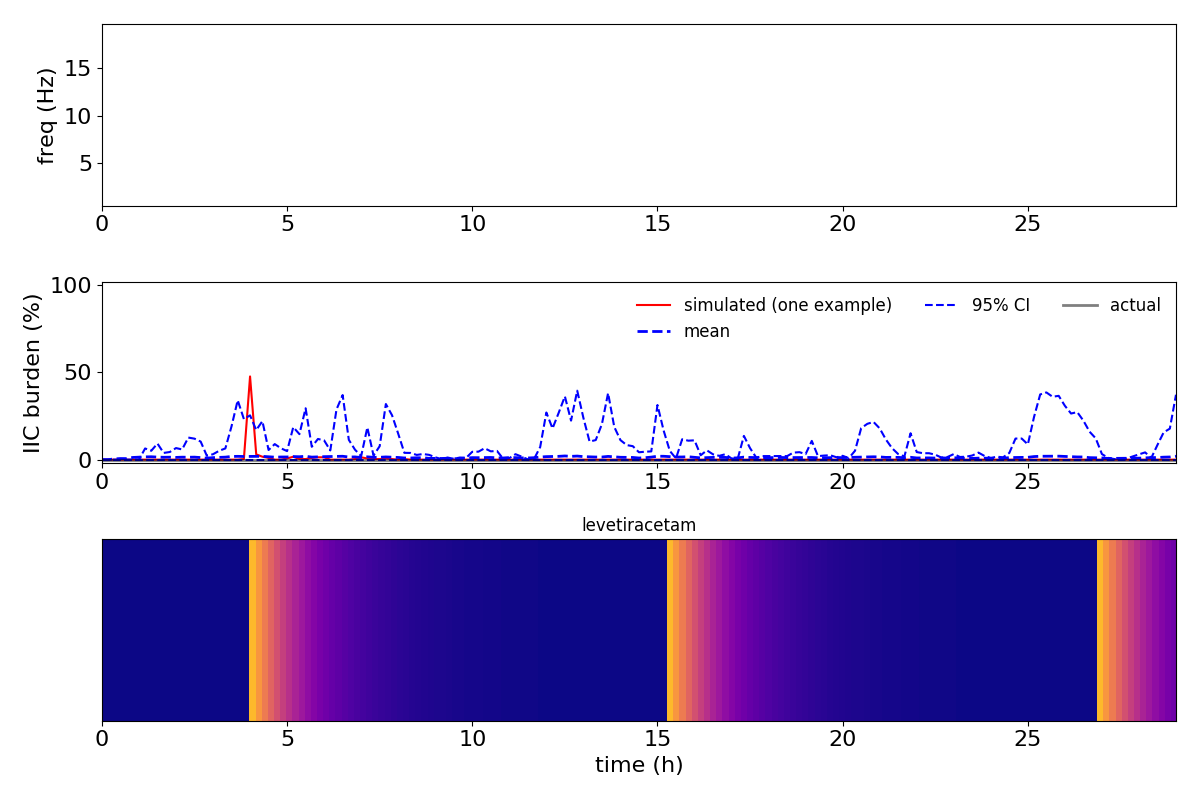 freq (Hz)
15
10
5
0 5 10 15 20 25
IIC burden (%)
100
50
0
simulated (one example) 95% CI actual
mean
0 5 10 15 20 25
levetiracetam
0 5 10 15 20 25
time (h)